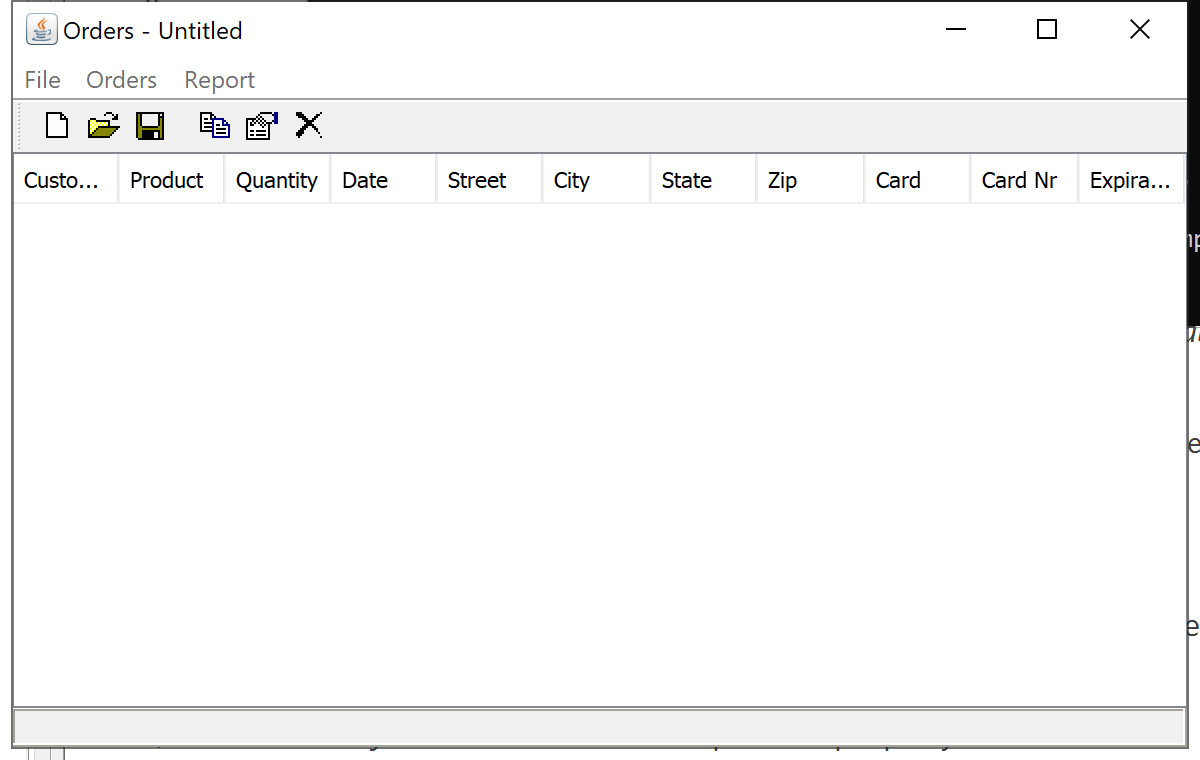 Orders - Untitled
File Orders Report
Custo... Product Quantity Date Street City State Zip Card Card Nr Expira...